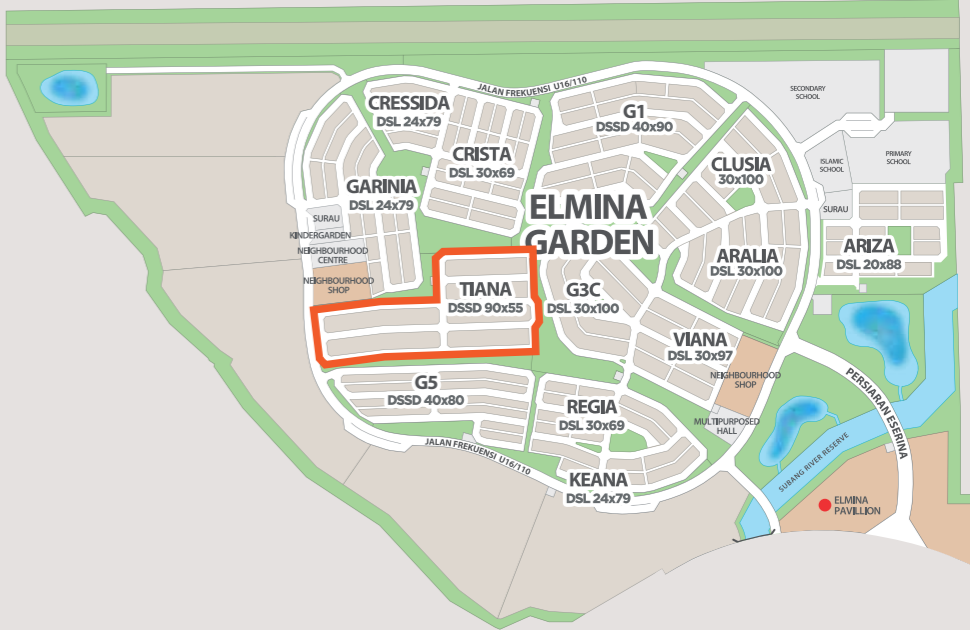 JALAN FREKUENSI U16/110
SECONDARY
SCHOOL
CRESSIDA
DSL 24x79
G1
DSSD 40x90
CRISTA
DSL 30x69
CLUSIA
30x100
ISLAMIC
SCHOOL
PRIMARY
SCHOOL
GARINIA
DSL 24x79
SURAU
KINDERGARDEN
NEIGHBOURHOOD
CENTRE
NEIGHBOURHOOD
SHOP
ELMINA
GARDEN
SURAU
ARALIA
DSL 30x100
ARIZA
DSL 20x88
TIANA
DSSD 90x55
G3C
DSL 30x100
VIANA
DSL 30x97
NEIGHBOURHOOD
SHOP
G5
DSSD 40x80
REGIA
DSL 30x69
MULTIPURPOSED
HALL
PERSIARAN ESERINA
JALAN FREKUENSI U16/110
KEANA
DSL 24x79
SUBANG RIVER RESERVE
ELMINA
PAVILLION